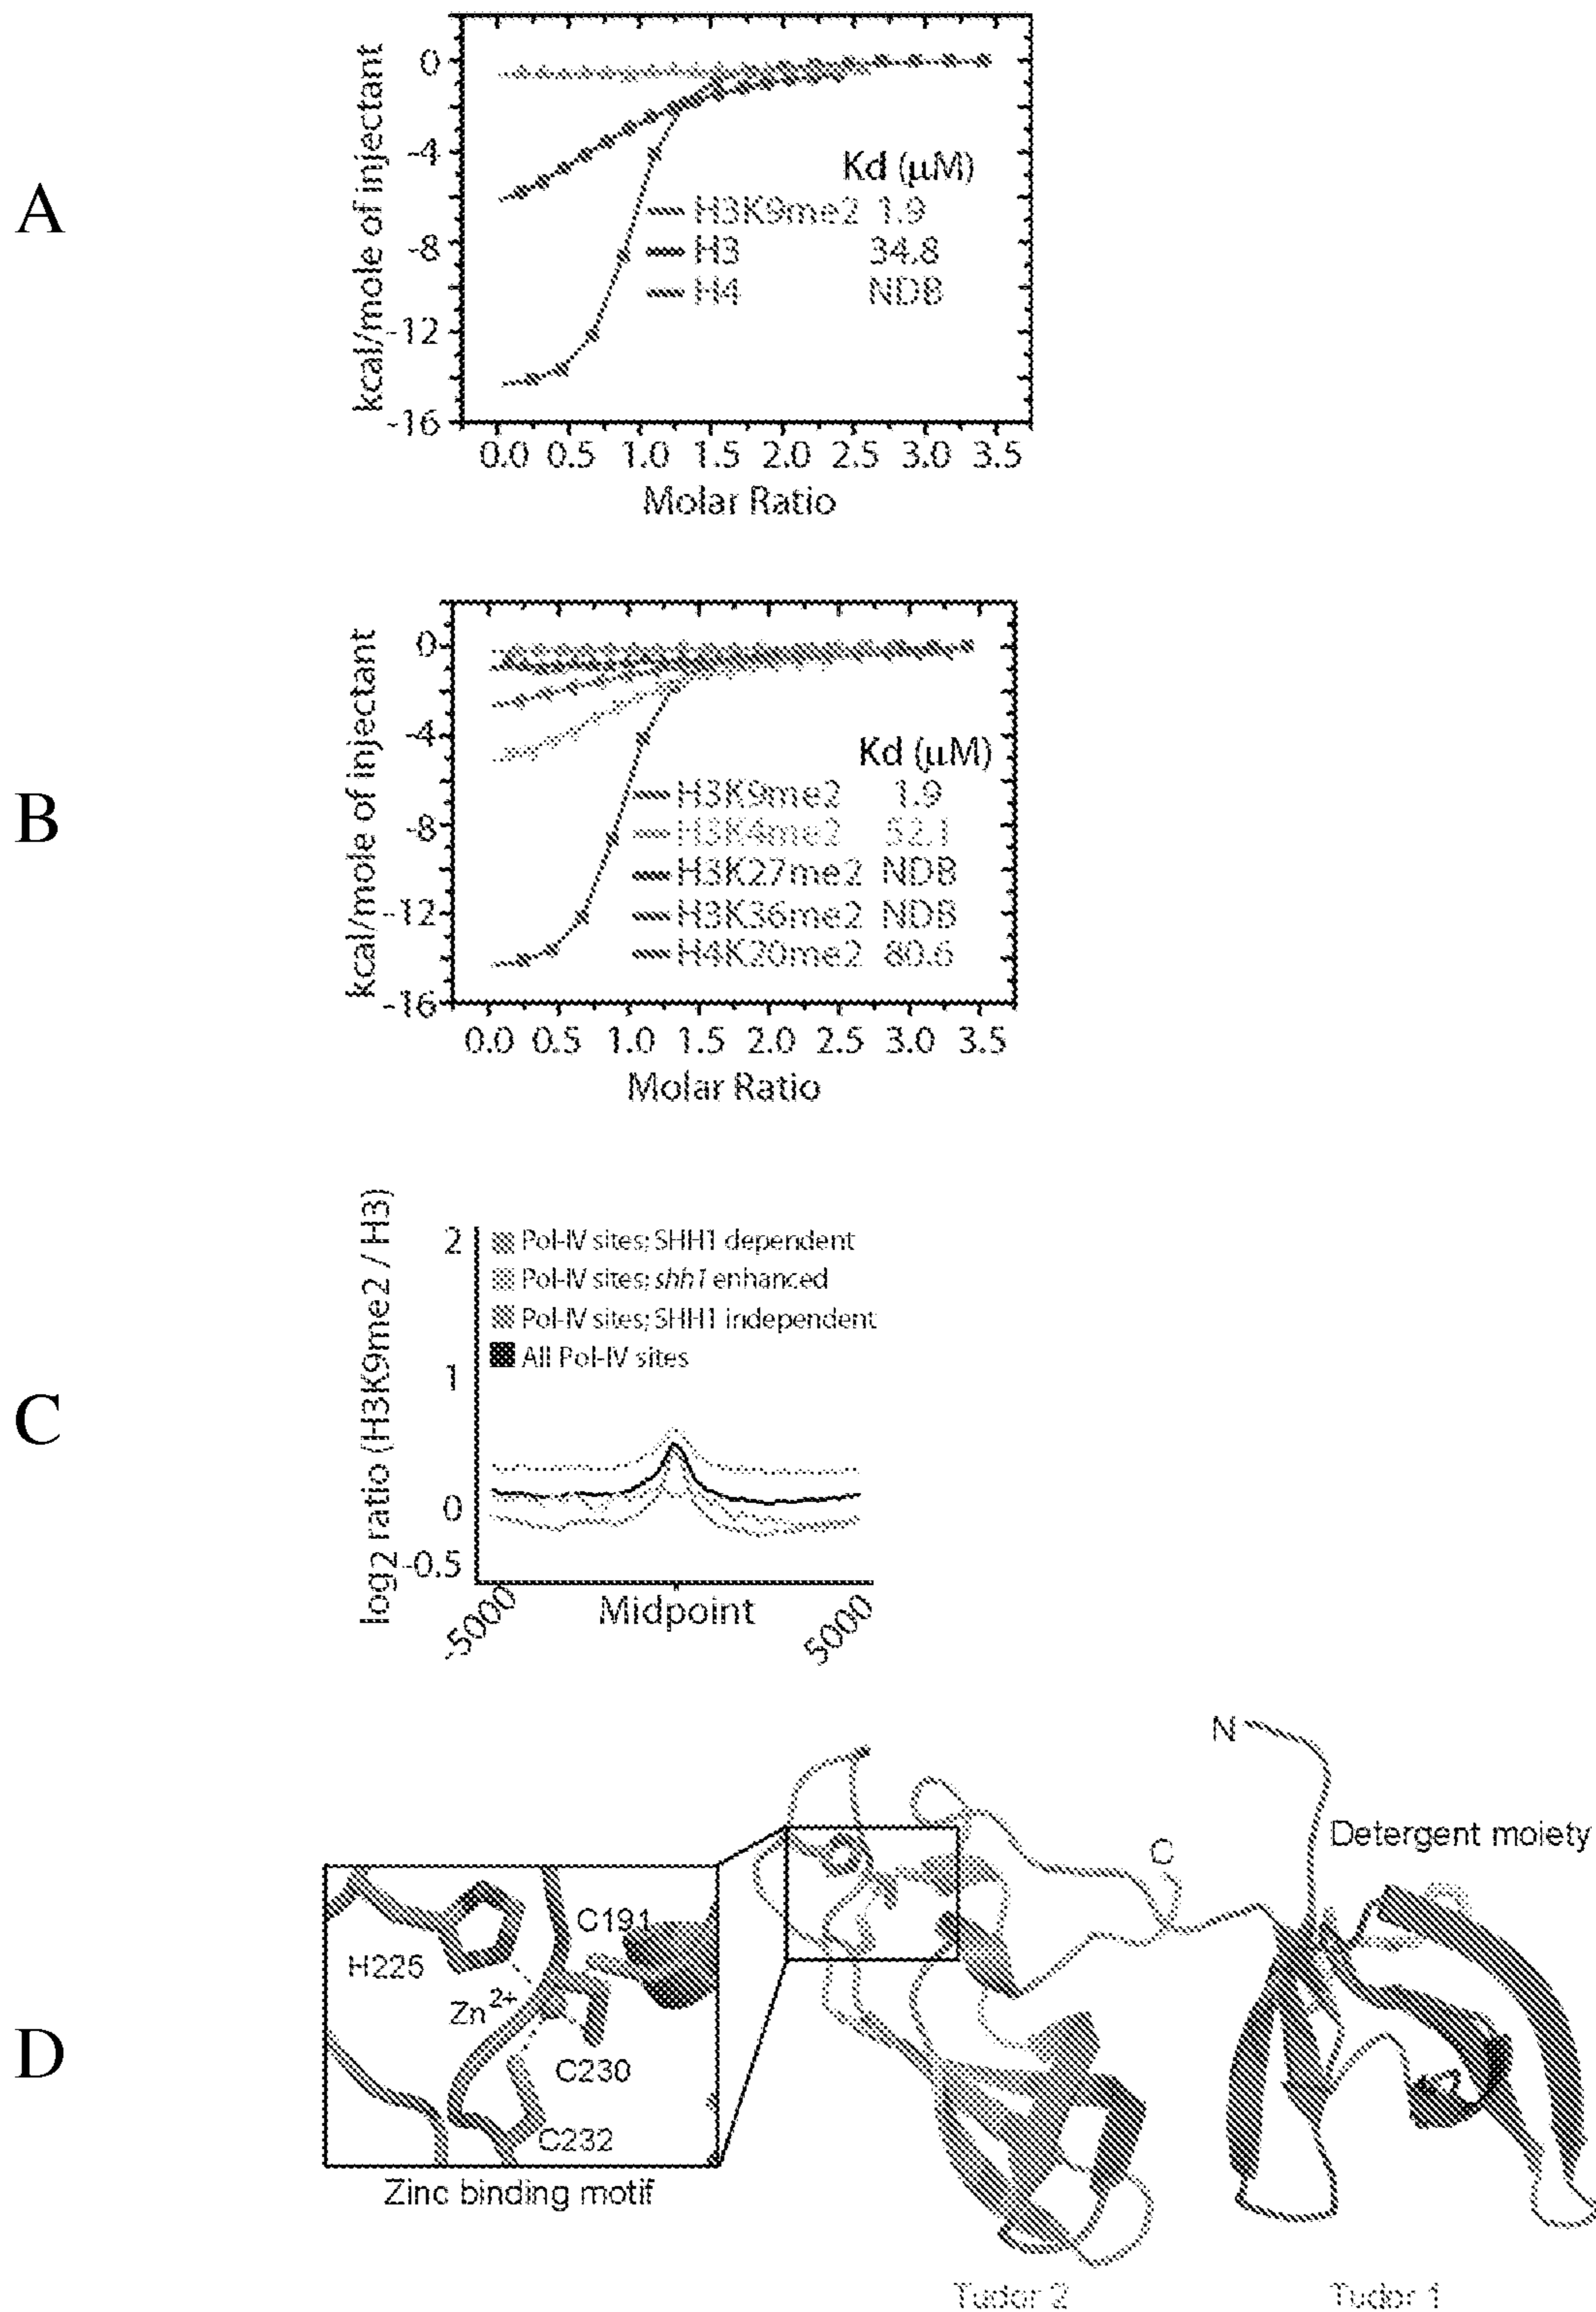 A
kcal/mole of injectant
0
-4
-8
-12
-16
Kd (µM)
H3K9me2 1.9
H3 34.8
H4 NDB
0.0 0.5 1.0 1.5 2.0 2.5 3.0 3.5
Molar Ratio
B
kcal/mole of injectant
0
-4
-8
-12
-16
Kd (µM)
H3K9me2 1.9
H3K4me2 52.1
H3K27me2 NDB
H3K36me2 NDB
H4K20me2 80.6
0.0 0.5 1.0 1.5 2.0 2.5 3.0 3.5
Molar Ratio
C
log2 ratio (H3K9me2 / H3)
2
1
0
-0.5
Pol-IV sites; SHH1 dependent
Pol-IV sites; shh1 enhanced
Pol-IV sites; SHH1 independent
All Pol-IV sites
-5000 Midpoint 5000
D
N
Detergent moiety
C
C191
H225
Zn2+
C230
C232
Zinc binding motif
Tudor 2 Tudor 1